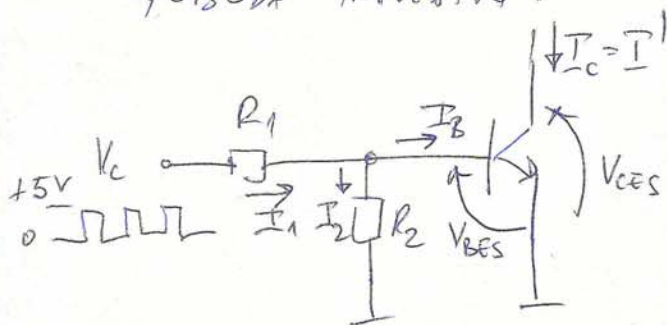 I_C = I'
R_1
I_B
V_C
+5V
0
I_1
I_2
R_2
V_BES
V_CES